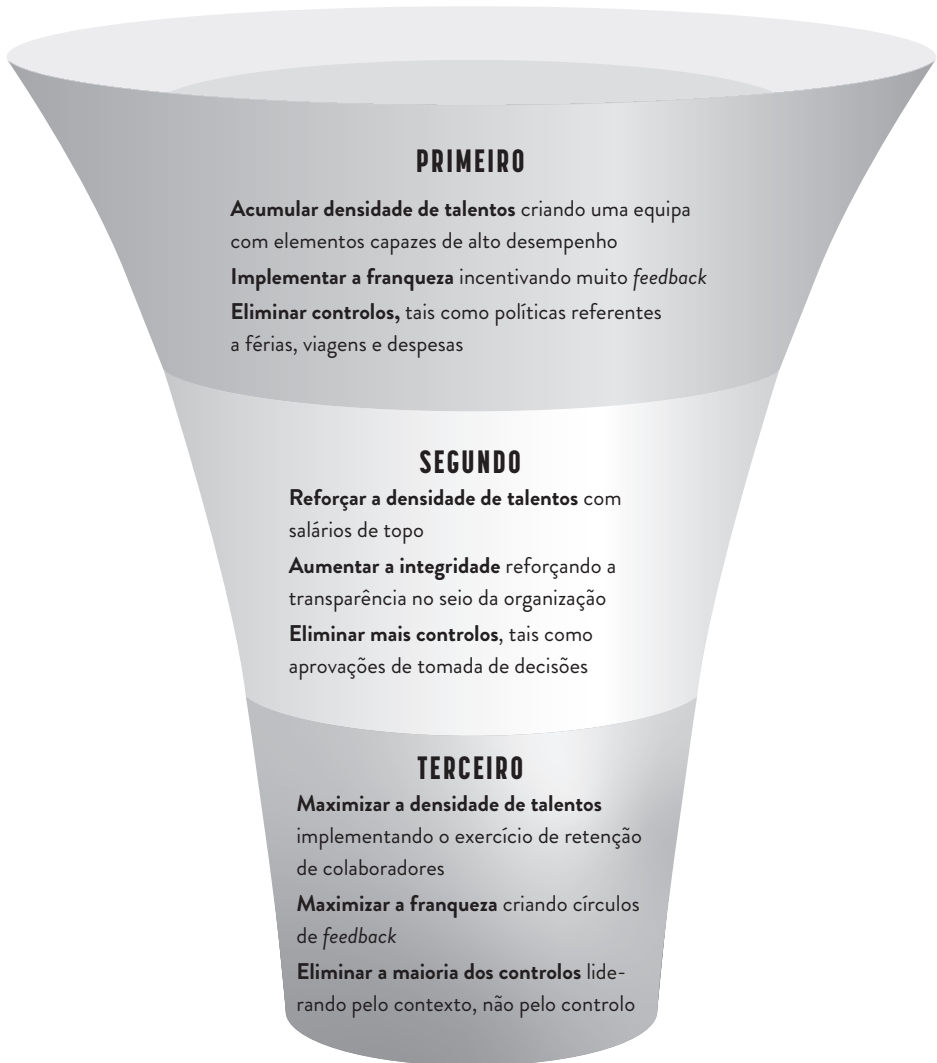 PRIMEIRO
Acumular densidade de talentos criando uma equipa
com elementos capazes de alto desempenho
Implementar a franqueza incentivando muito feedback
Eliminar controlos, tais como políticas referentes
a férias, viagens e despesas
SEGUNDO
Reforçar a densidade de talentos com
salários de topo
Aumentar a integridade reforçando a
transparência no seio da organização
Eliminar mais controlos, tais como
aprovações de tomada de decisões
TERCEIRO
Maximizar a densidade de talentos
implementando o exercício de retenção
de colaboradores
Maximizar a franqueza criando círculos
de feedback
Eliminar a maioria dos controlos lide-
rando pelo contexto, não pelo controlo